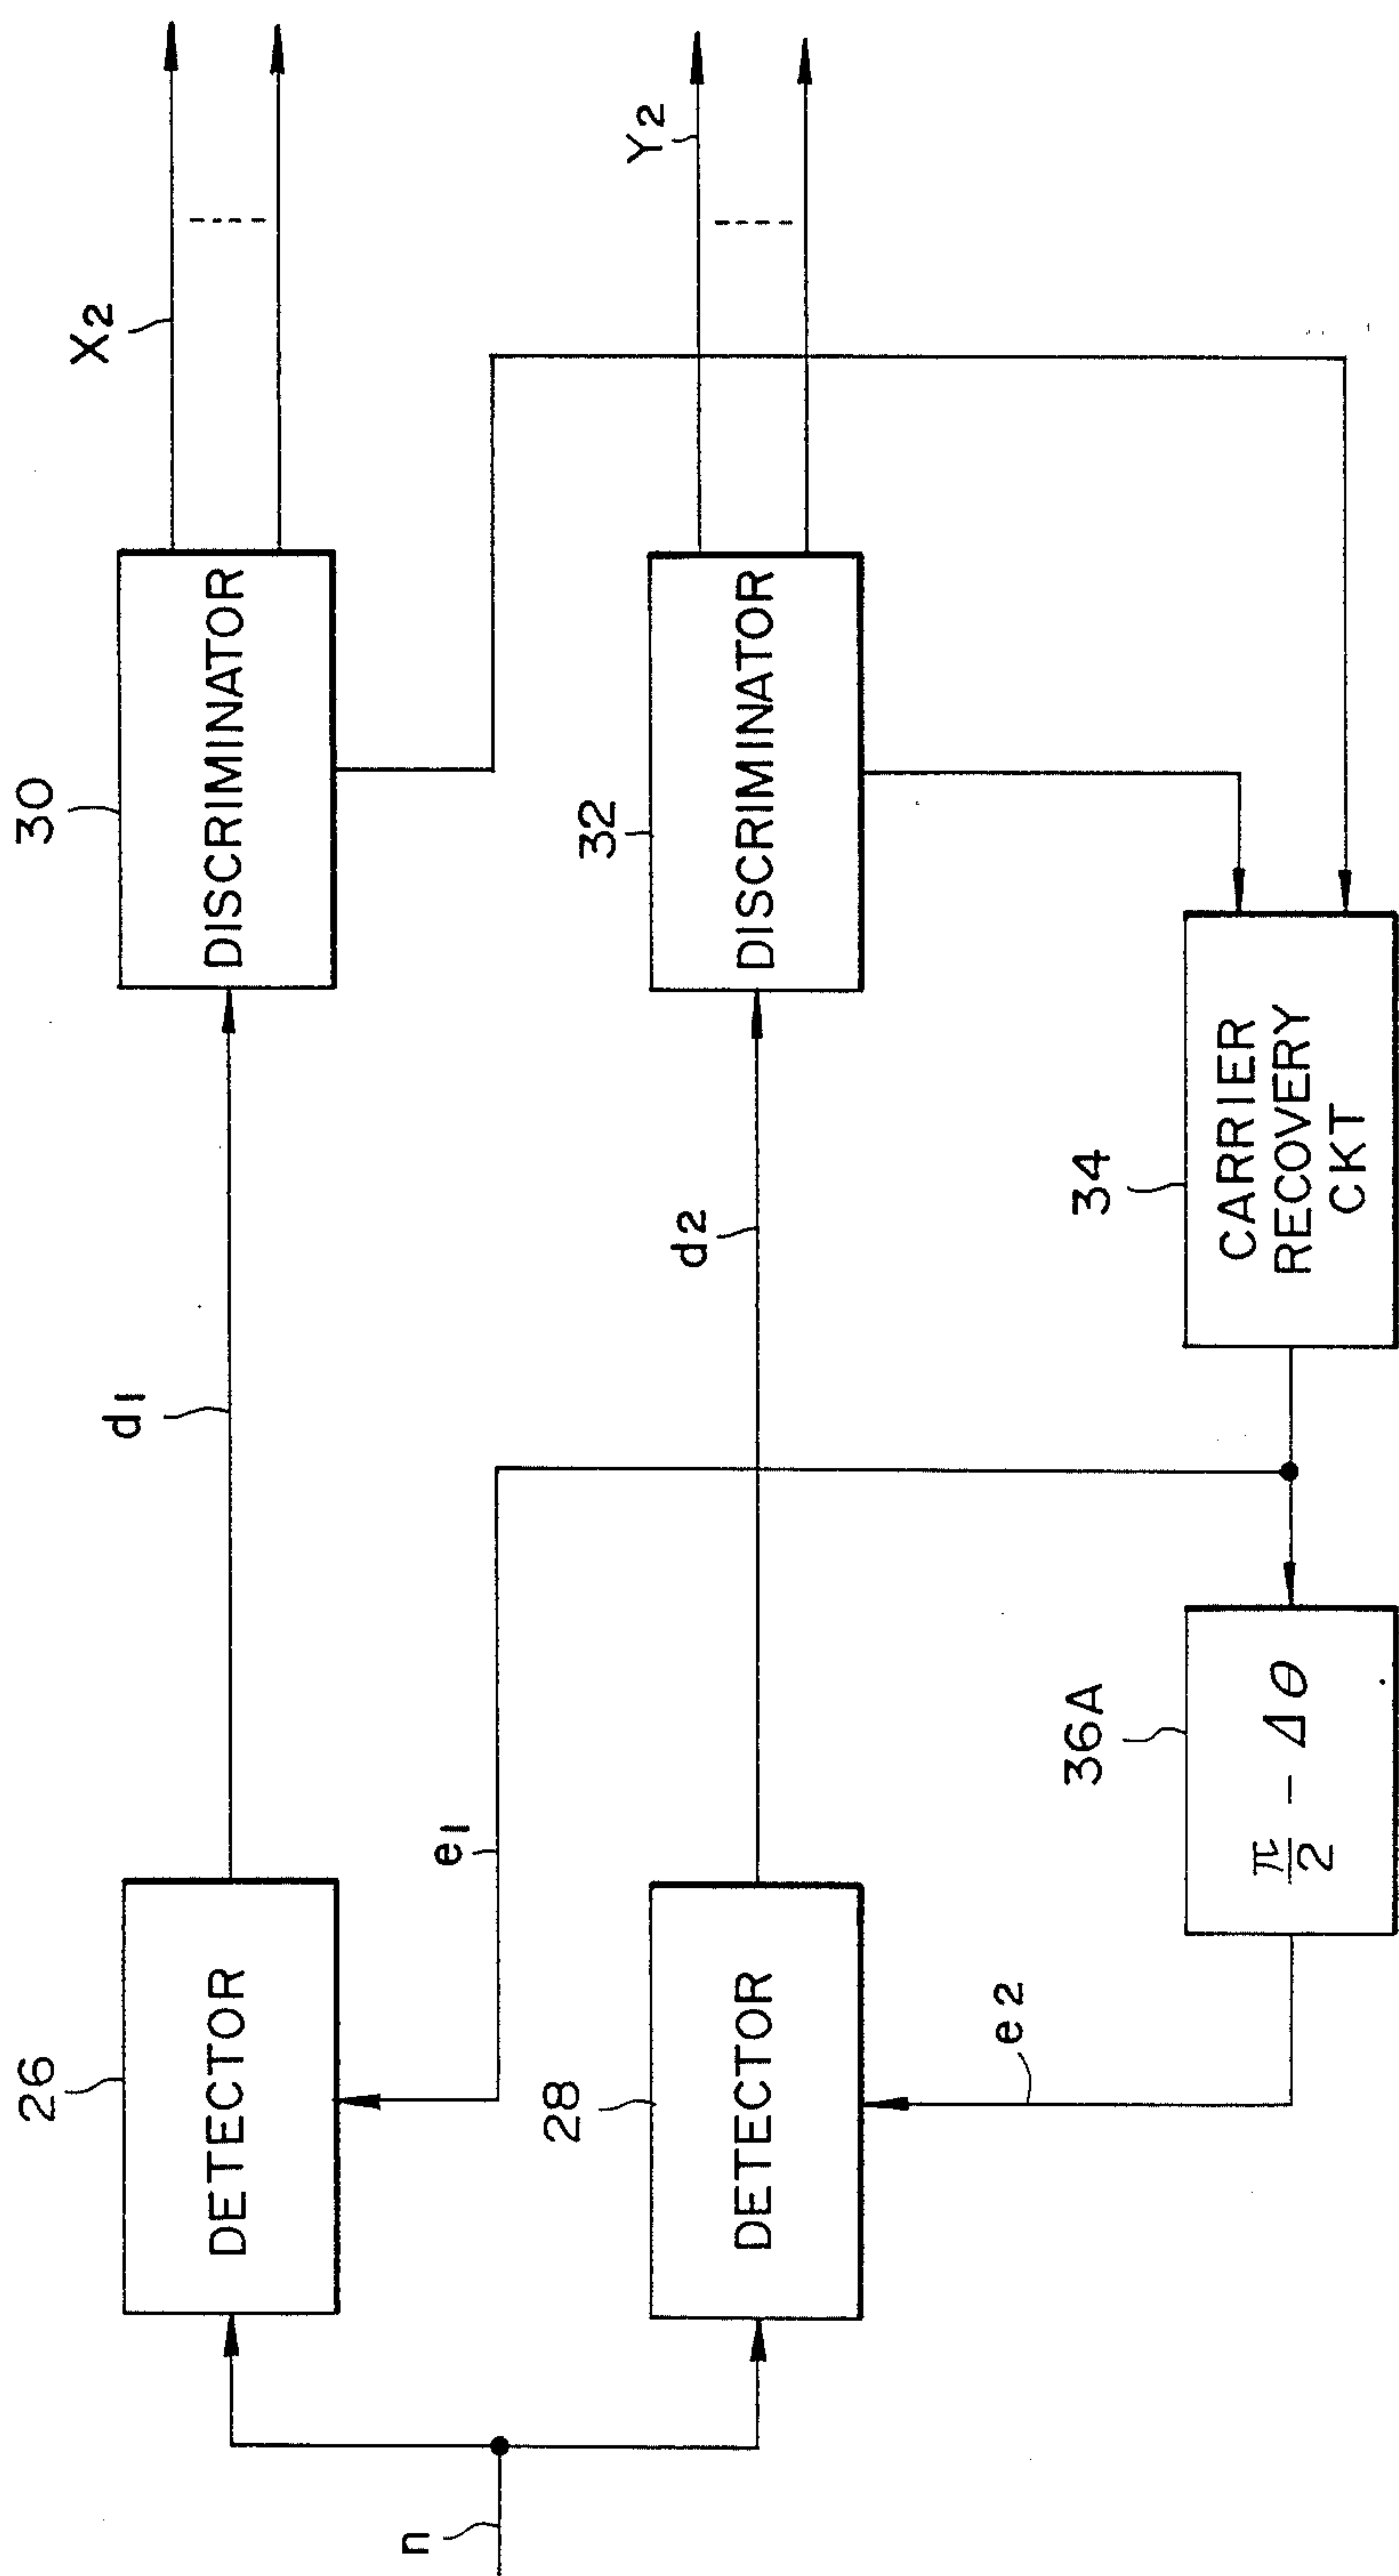 n
26
DETECTOR
d1
30
DISCRIMINATOR
X2
e1
28
DETECTOR
d2
32
DISCRIMINATOR
Y2
e2
36A
π/2 - Δθ
34
CARRIER
RECOVERY
CKT